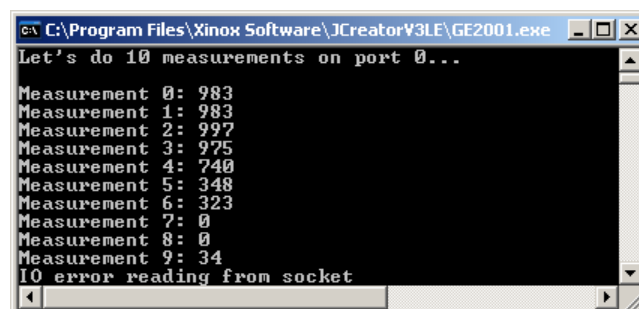 C:\Program Files\Xinox Software\JCreatorV3LE\GE2001.exe
Let's do 10 measurements on port 0...
Measurement 0: 983
Measurement 1: 983
Measurement 2: 997
Measurement 3: 975
Measurement 4: 740
Measurement 5: 348
Measurement 6: 323
Measurement 7: 0
Measurement 8: 0
Measurement 9: 34
IO error reading from socket